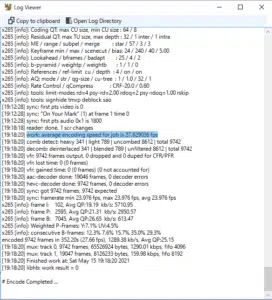 Log Viewer
Copy to clipboard Open Log Directory
x265 [info]: Coding QT: max CU size, min CU size : 64 / 8
x265 [info]: Residual QT: max TU size, max depth : 32 / 1 inter / 1 intra
x265 [info]: ME / range / subpel / merge : star / 57 / 3 / 3
x265 [info]: Keyframe min / max / scenecut / bias : 24 / 240 / 40 / 5.00
x265 [info]: Lookahead / bframes / badapt : 25 / 4 / 2
x265 [info]: b-pyramid / weightp / weightb : 1 / 1 / 0
x265 [info]: References / ref-limit cu / depth : 4 / on / on
x265 [info]: AQ: mode / str / qg-size / cu-tree : 1 / 1.0 / 32 / 1
x265 [info]: Rate Control / qCompress : CRF-20.0 / 0.60
x265 [info]: tools: limit-modes rd=4 psy-rd=2.00 rdoq=2 psy-rdoq=1.00 rskip
x265 [info]: tools: signhide tmvp deblock sao
[19:12:28] sync: first pts video is 0
[19:12:28] sync: "On Your Mark" (1) at frame 1 time 0
[19:12:28] sync: first pts audio 0x1 is 1800
[19:18:18] reader: done. 1 scr changes
[19:18:20] work: average encoding speed for job is 27.829036 fps
[19:18:20] comb detect: heavy 341 | light 789 | uncombed 8612 | total 9742
[19:18:20] decomb: deinterlaced 341 | blended 789 | unfiltered 8612 | total 9742
[19:18:20] vfr: 9742 frames output, 0 dropped and 0 duped for CFR/PFR
[19:18:20] vfr: lost time: 0 (0 frames)
[19:18:20] vfr: gained time: 0 (0 frames) (0 not accounted for)
[19:18:20] aac-decoder done: 19046 frames, 0 decoder errors
[19:18:20] hevc-decoder done: 9742 frames, 0 decoder errors
[19:18:20] sync: got 9742 frames, 9742 expected
[19:18:20] sync: framerate min 23.976 fps, max 23.976 fps, avg 23.976 fps
x265 [info]: frame I: 102, Avg QP:19.19 kb/s: 5710.95
x265 [info]: frame P: 2595, Avg QP:21.31 kb/s: 2950.57
x265 [info]: frame B: 7045, Avg QP:26.68 kb/s: 613.40
x265 [info]: Weighted P-Frames: Y:7.1% UV:4.5%
x265 [info]: consecutive B-frames: 12.3% 7.6% 15.7% 35.0% 29.3%
encoded 9742 frames in 352.20s (27.66 fps), 1289.38 kb/s, Avg QP:25.15
[19:18:20] mux: track 0, 9742 frames, 65526924 bytes, 1290.01 kbps, fifo 4096
[19:18:20] mux: track 1, 19047 frames, 8126233 bytes, 159.98 kbps, fifo 8192
[19:18:20] Finished work at: Sat May 15 19:18:20 2021
[19:18:20] libhb: work result = 0
# Encode Completed ...